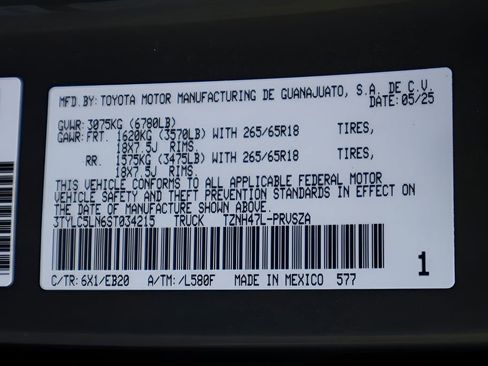 MFD.BY: TOYOTA MOTOR MANUFACTURING DE GUANAJUATO, S.A. DE C.V.
DATE: 05/25
GVWR: 3075KG (6780LB)
GAWR: FRT. 1620KG (3570LB) WITH 265/65R18 TIRES,
18X7.5J RIMS.
RR. 1575KG (3475LB) WITH 265/65R18 TIRES,
18X7.5J RIMS.
THIS VEHICLE CONFORMS TO ALL APPLICABLE FEDERAL MOTOR
VEHICLE SAFETY AND THEFT PREVENTION STANDARDS IN EFFECT ON
THE DATE OF MANUFACTURE SHOWN ABOVE.
3TYLC5LN6ST034215 TRUCK TZNH47L-PRVSZA
C/TR: 6X1/EB20 A/TM: /L580F MADE IN MEXICO 577 1